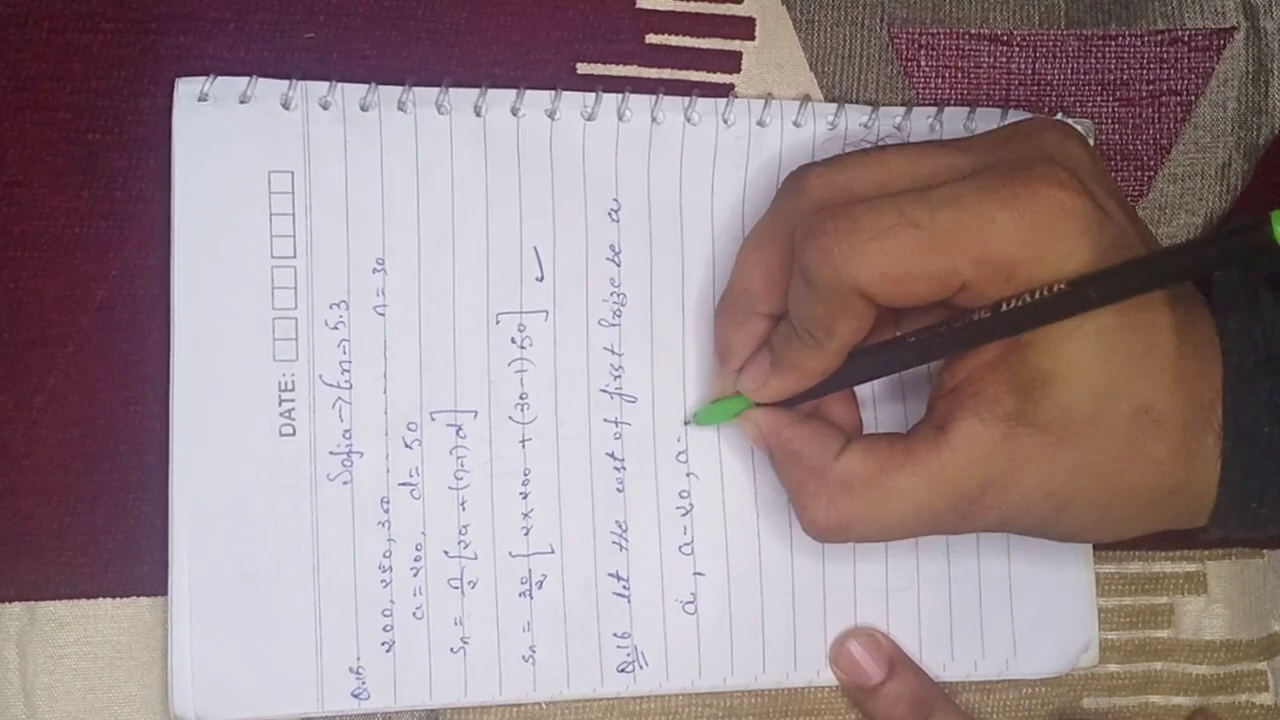 DATE:
Sofia → Ex → 5.3
Q.15.
200, 250, 300 ........ n = 30
a = 200, d = 50
Sn = n/2 [2a + (n-1)d]
Sn = 30/2 [2 × 200 + (30-1) 50] ✓
Q.16 let the cost of first Prize be a
a, a-20, a-